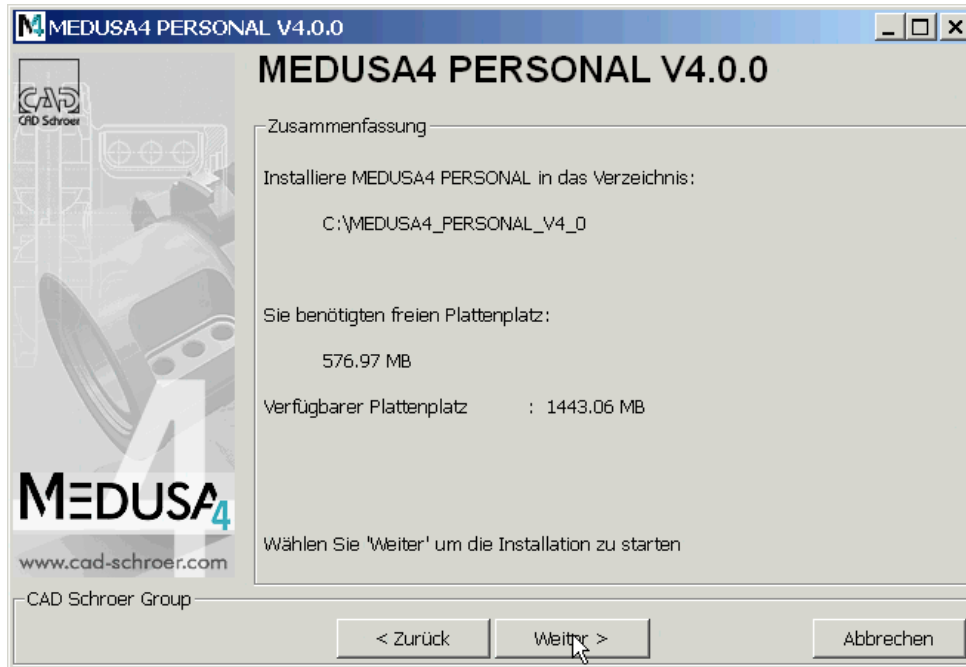 MEDUSA4 PERSONAL V4.0.0
MEDUSA4 PERSONAL V4.0.0
CAD
CAD Schroer
Zusammenfassung
Installiere MEDUSA4 PERSONAL in das Verzeichnis:
C:\MEDUSA4_PERSONAL_V4_0
Sie benötigten freien Plattenplatz:
576.97 MB
Verfügbarer Plattenplatz : 1443.06 MB
4
MEDUSA4
www.cad-schroer.com
Wählen Sie 'Weiter' um die Installation zu starten
CAD Schroer Group
< Zurück
Weiter >
Abbrechen